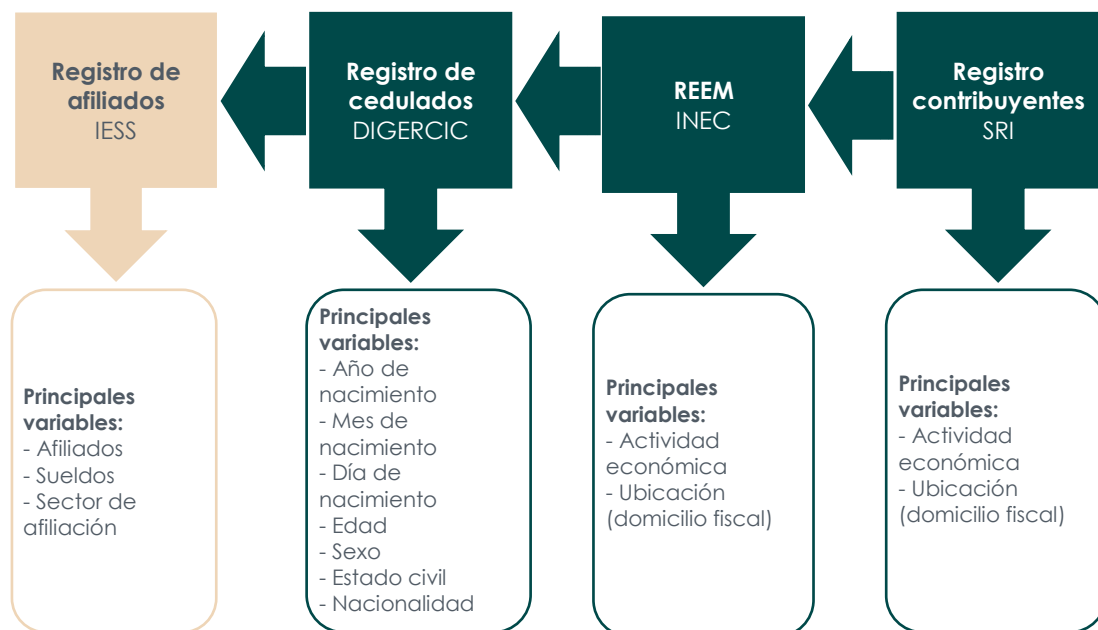 Registro de
afiliados
IESS
Registro de
cedulados
DIGERCIC
REEM
INEC
Registro
contribuyentes
SRI
Principales
variables:
- Afiliados
- Sueldos
- Sector de
afiliación
Principales
variables:
- Año de
nacimiento
- Mes de
nacimiento
- Día de
nacimiento
- Edad
- Sexo
- Estado civil
- Nacionalidad
Principales
variables:
- Actividad
económica
- Ubicación
(domicilio fiscal)
Principales
variables:
- Actividad
económica
- Ubicación
(domicilio fiscal)